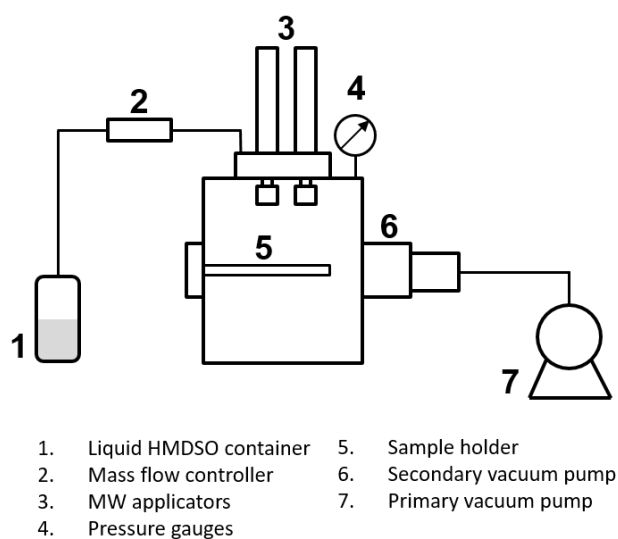 3
4
2
6
5
1
7
1. Liquid HMDSO container
2. Mass flow controller
3. MW applicators
4. Pressure gauges
5. Sample holder
6. Secondary vacuum pump
7. Primary vacuum pump